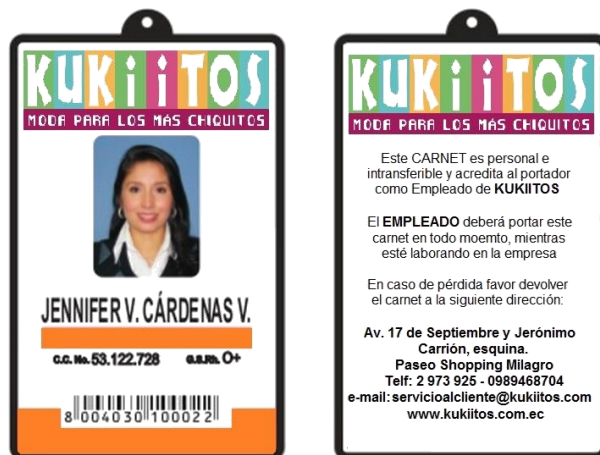 KUKiiTOS
MODA PARA LOS MÁS CHIQUITOS
JENNIFER V. CÁRDENAS V.
C.C. No. 53.122.728 G.S.Rh. O+
8 004030 100022
KUKiiTOS
MODA PARA LOS MÁS CHIQUITOS
Este CARNET es personal e
intransferible y acredita al portador
como Empleado de KUKIITOS
El EMPLEADO deberá portar este
carnet en todo moemto, mientras
esté laborando en la empresa
En caso de pérdida favor devolver
el carnet a la siguiente dirección:
Av. 17 de Septiembre y Jerónimo
Carrión, esquina.
Paseo Shopping Milagro
Telf: 2 973 925 - 0989468704
e-mail: servicioalcliente@kukiitos.com
www.kukiitos.com.ec